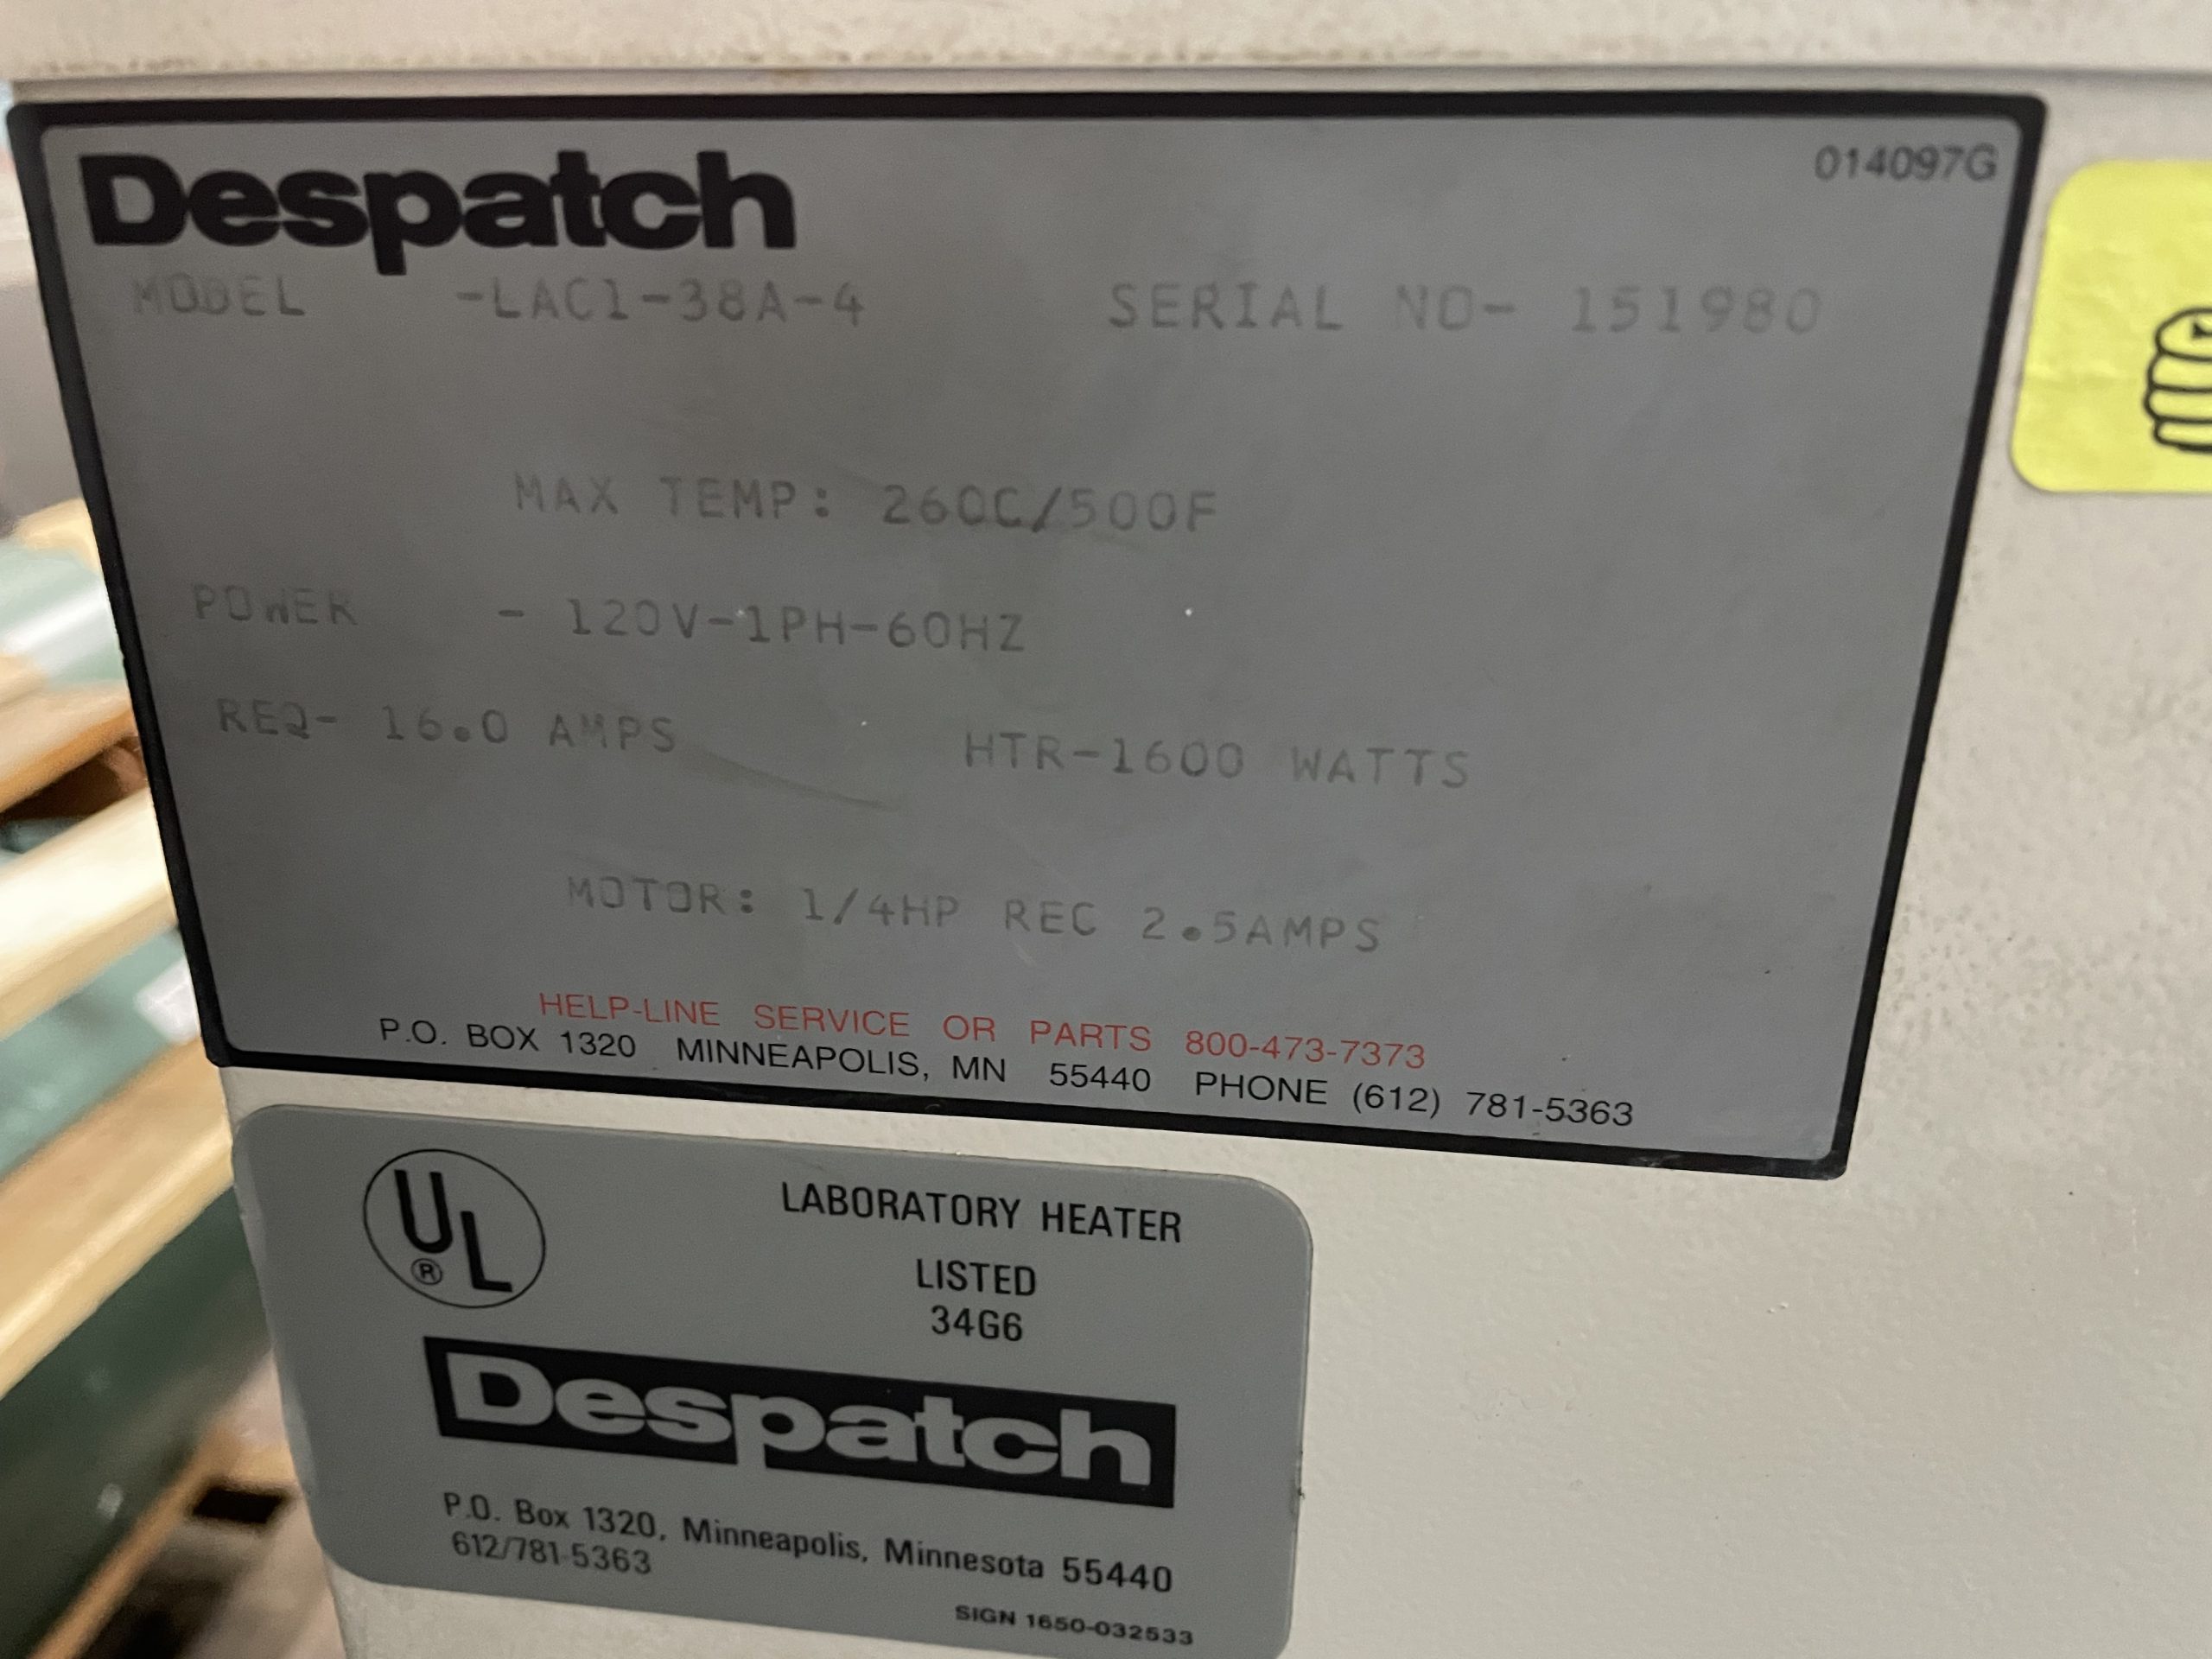 Despatch
014097G
MODEL -LAC1-38A-4 SERIAL NO- 151980
MAX TEMP: 260C/500F
POWER - 120V-1PH-60HZ
REQ- 16.0 AMPS HTR-1600 WATTS
MOTOR: 1/4HP REC 2.5AMPS
HELP-LINE SERVICE OR PARTS 800-473-7373
P.O. BOX 1320 MINNEAPOLIS, MN 55440 PHONE (612) 781-5363
UL ®
LABORATORY HEATER
LISTED
34G6
Despatch
P.O. Box 1320, Minneapolis, Minnesota 55440
612/781-5363
SIGN 1650-032533